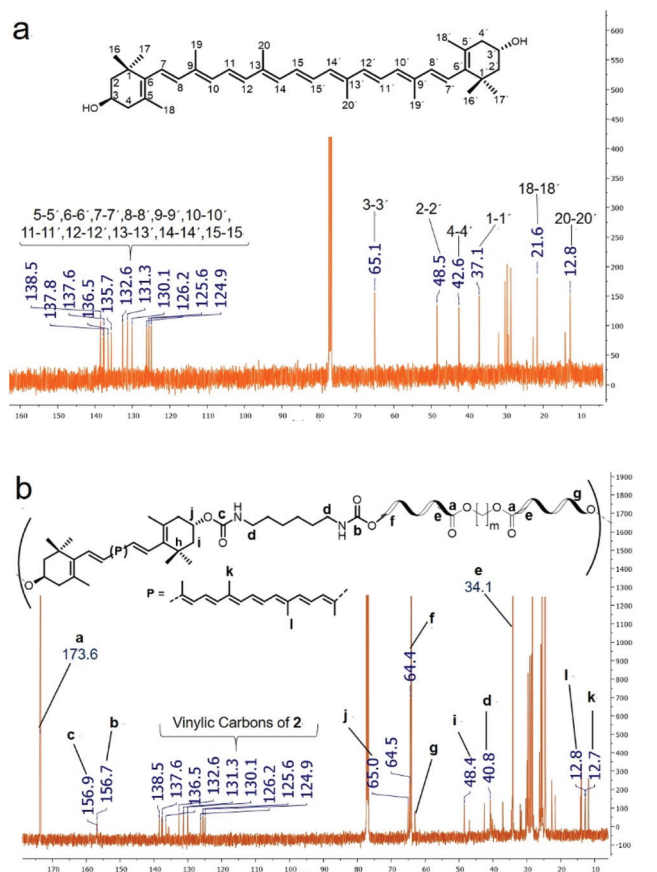 a
16
17
19
20
18´
4´
OH
5´
3´
2
1
7
9
11
13
15
14´
12´
10´
8´
6´
1´
2´
3
6
8
10
12
14
15´
13´
11´
9´
7´
HO
4
5
18
20´
19´
16´
17´
5-5´,6-6´,7-7´,8-8´,9-9´,10-10´,
11-11´,12-12´,13-13´,14-14´,15-15
3-3´
2-2´
4-4´
1-1´
18-18´
20-20´
138.5
137.8
137.6
136.5
135.7
132.6
131.3
130.1
126.2
125.6
124.9
65.1
48.5
42.6
37.1
21.6
12.8
600
550
500
450
400
350
300
250
200
150
100
50
0
160 150 140 130 120 110 100 90 80 70 60 50 40 30 20 10
b
j
O
c
O
H
N
d
d
N
H
O
b
O
f
e
a
O
O
m
O
a
O
e
g
O
h
i
(P)
O
k
P =
l
a
173.6
c
b
156.9
156.7
Vinylic Carbons of 2
138.5
137.6
136.5
132.6
131.3
130.1
126.2
125.6
124.9
j
65.0
64.5
64.4
f
g
e
34.1
i
48.4
d
40.8
l
12.8
k
12.7
1900
1800
1700
1600
1500
1400
1300
1200
1100
1000
900
800
700
600
500
400
300
200
100
0
-100
170 160 150 140 130 120 110 100 90 80 70 60 50 40 30 20 10